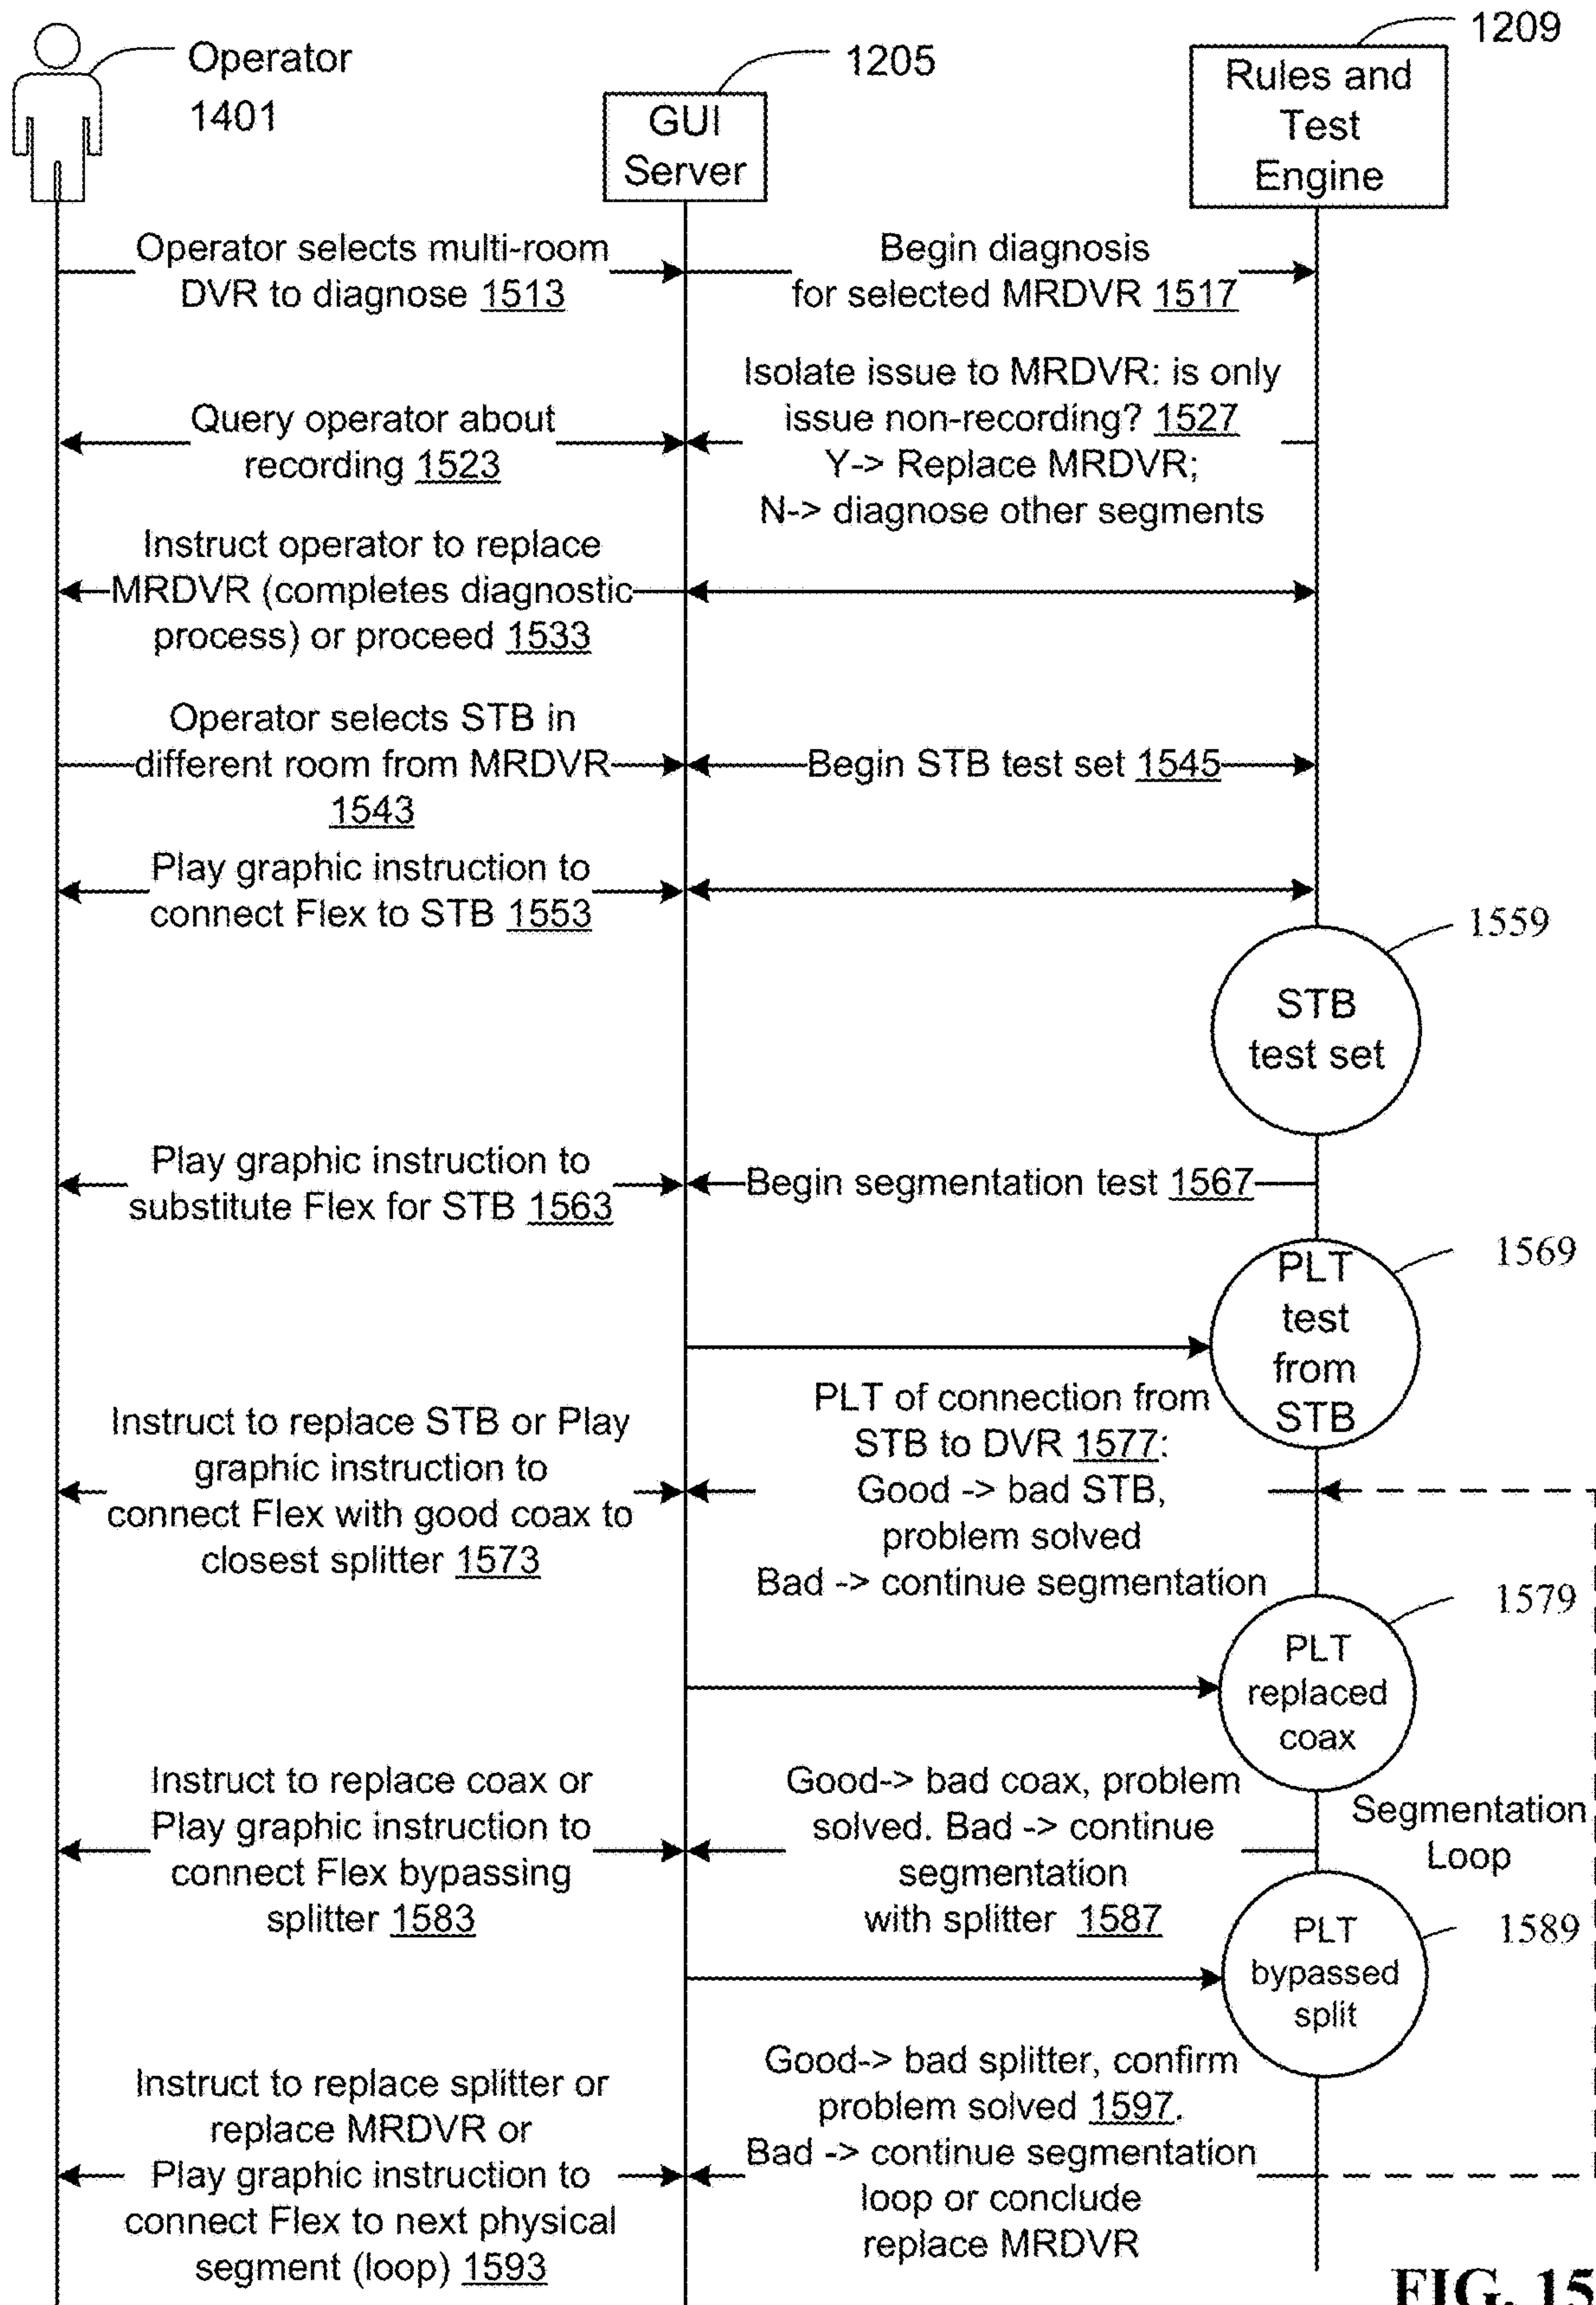 Operator
1401
1205
GUI
Server
1209
Rules and
Test
Engine
Operator selects multi-room
DVR to diagnose 1513
Begin diagnosis
for selected MRDVR 1517
Isolate issue to MRDVR: is only
issue non-recording? 1527
Y-> Replace MRDVR;
N-> diagnose other segments
Query operator about
recording 1523
Instruct operator to replace
MRDVR (completes diagnostic
process) or proceed 1533
Operator selects STB in
different room from MRDVR
1543
Begin STB test set 1545
Play graphic instruction to
connect Flex to STB 1553
1559
STB
test set
Play graphic instruction to
substitute Flex for STB 1563
Begin segmentation test 1567
1569
PLT
test
from
STB
PLT of connection from
STB to DVR 1577:
Good -> bad STB,
problem solved
Bad -> continue segmentation
Instruct to replace STB or Play
graphic instruction to
connect Flex with good coax to
closest splitter 1573
1579
PLT
replaced
coax
Instruct to replace coax or
Play graphic instruction to
connect Flex bypassing
splitter 1583
Good-> bad coax, problem
solved. Bad -> continue
segmentation
with splitter 1587
Segmentation
Loop
1589
PLT
bypassed
split
Good-> bad splitter, confirm
problem solved 1597.
Bad -> continue segmentation
loop or conclude
replace MRDVR
Instruct to replace splitter or
replace MRDVR or
Play graphic instruction to
connect Flex to next physical
segment (loop) 1593
FIG. 15